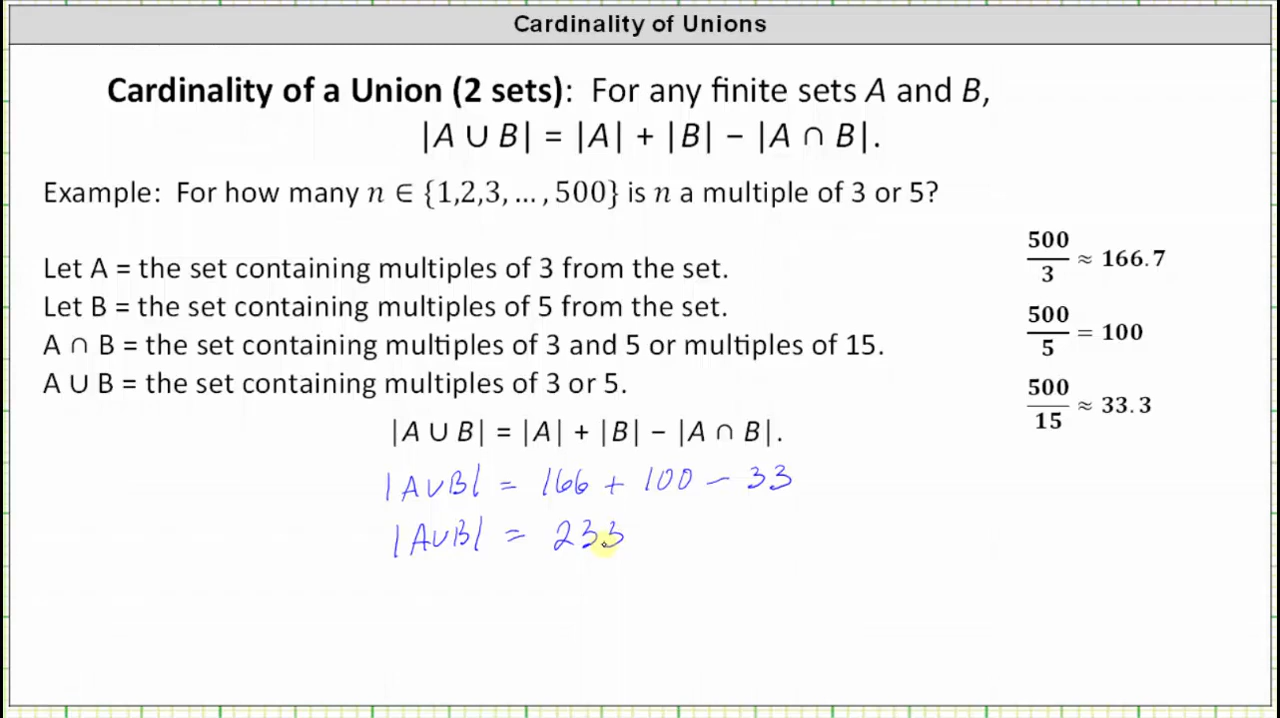 Cardinality of Unions
Cardinality of a Union (2 sets): For any finite sets A and B,
|A ∪ B| = |A| + |B| − |A ∩ B|.
Example: For how many n ∈ {1,2,3, … , 500} is n a multiple of 3 or 5?
Let A = the set containing multiples of 3 from the set.
Let B = the set containing multiples of 5 from the set.
A ∩ B = the set containing multiples of 3 and 5 or multiples of 15.
A ∪ B = the set containing multiples of 3 or 5.
|A ∪ B| = |A| + |B| − |A ∩ B|.
|A∪B| = 166 + 100 − 33
|A∪B| = 233
500/3 ≈ 166.7
500/5 = 100
500/15 ≈ 33.3